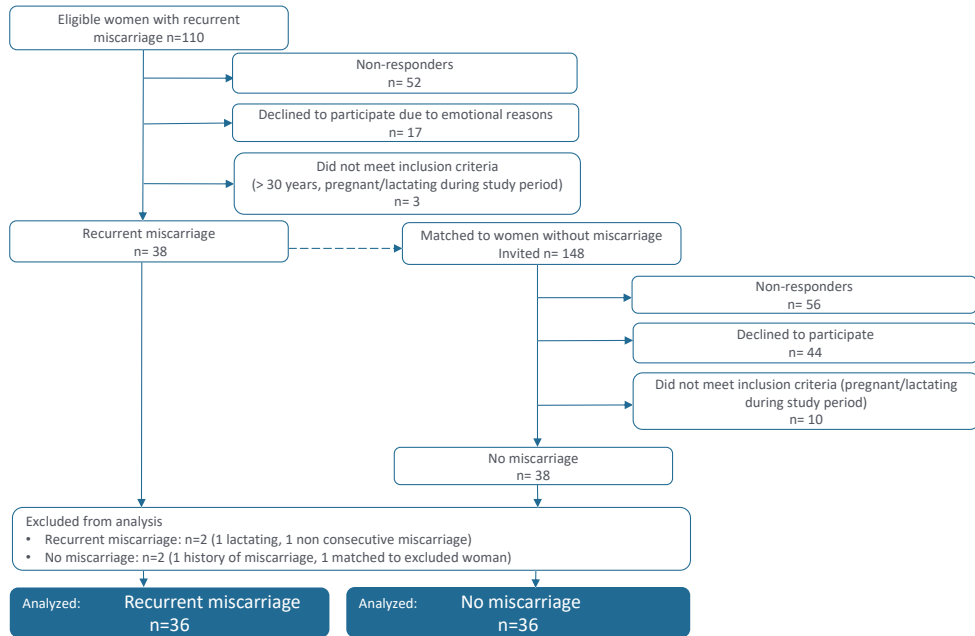 Eligible women with recurrent
miscarriage n=110
Non-responders
n= 52
Declined to participate due to emotional reasons
n= 17
Did not meet inclusion criteria
(> 30 years, pregnant/lactating during study period)
n= 3
Recurrent miscarriage
n= 38
Matched to women without miscarriage
Invited n= 148
Non-responders
n= 56
Declined to participate
n= 44
Did not meet inclusion criteria (pregnant/lactating
during study period)
n= 10
No miscarriage
n= 38
Excluded from analysis
• Recurrent miscarriage: n=2 (1 lactating, 1 non consecutive miscarriage)
• No miscarriage: n=2 (1 history of miscarriage, 1 matched to excluded woman)
Analyzed: Recurrent miscarriage
n=36
Analyzed: No miscarriage
n=36